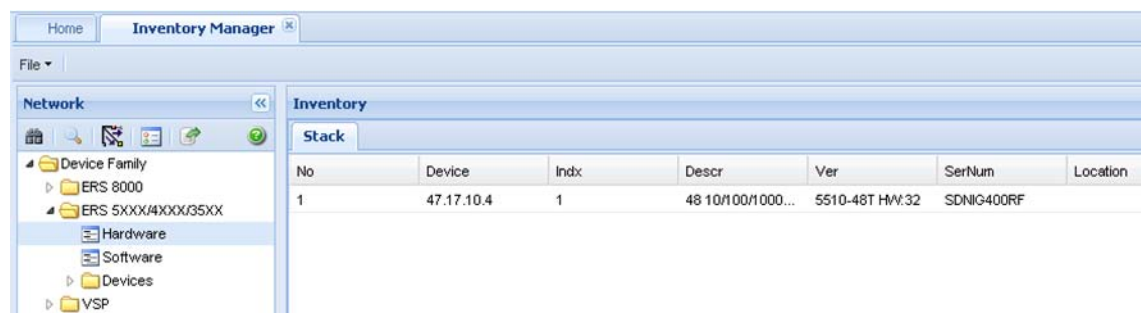 Home Inventory Manager
File
Network
Inventory
Stack
Device Family
ERS 8000
ERS 5XXX/4XXX/35XX
Hardware
Software
Devices
VSP
No Device Indx Descr Ver SerNum Location
1 47.17.10.4 1 48 10/100/1000... 5510-48T HW:32 SDNIG400RF